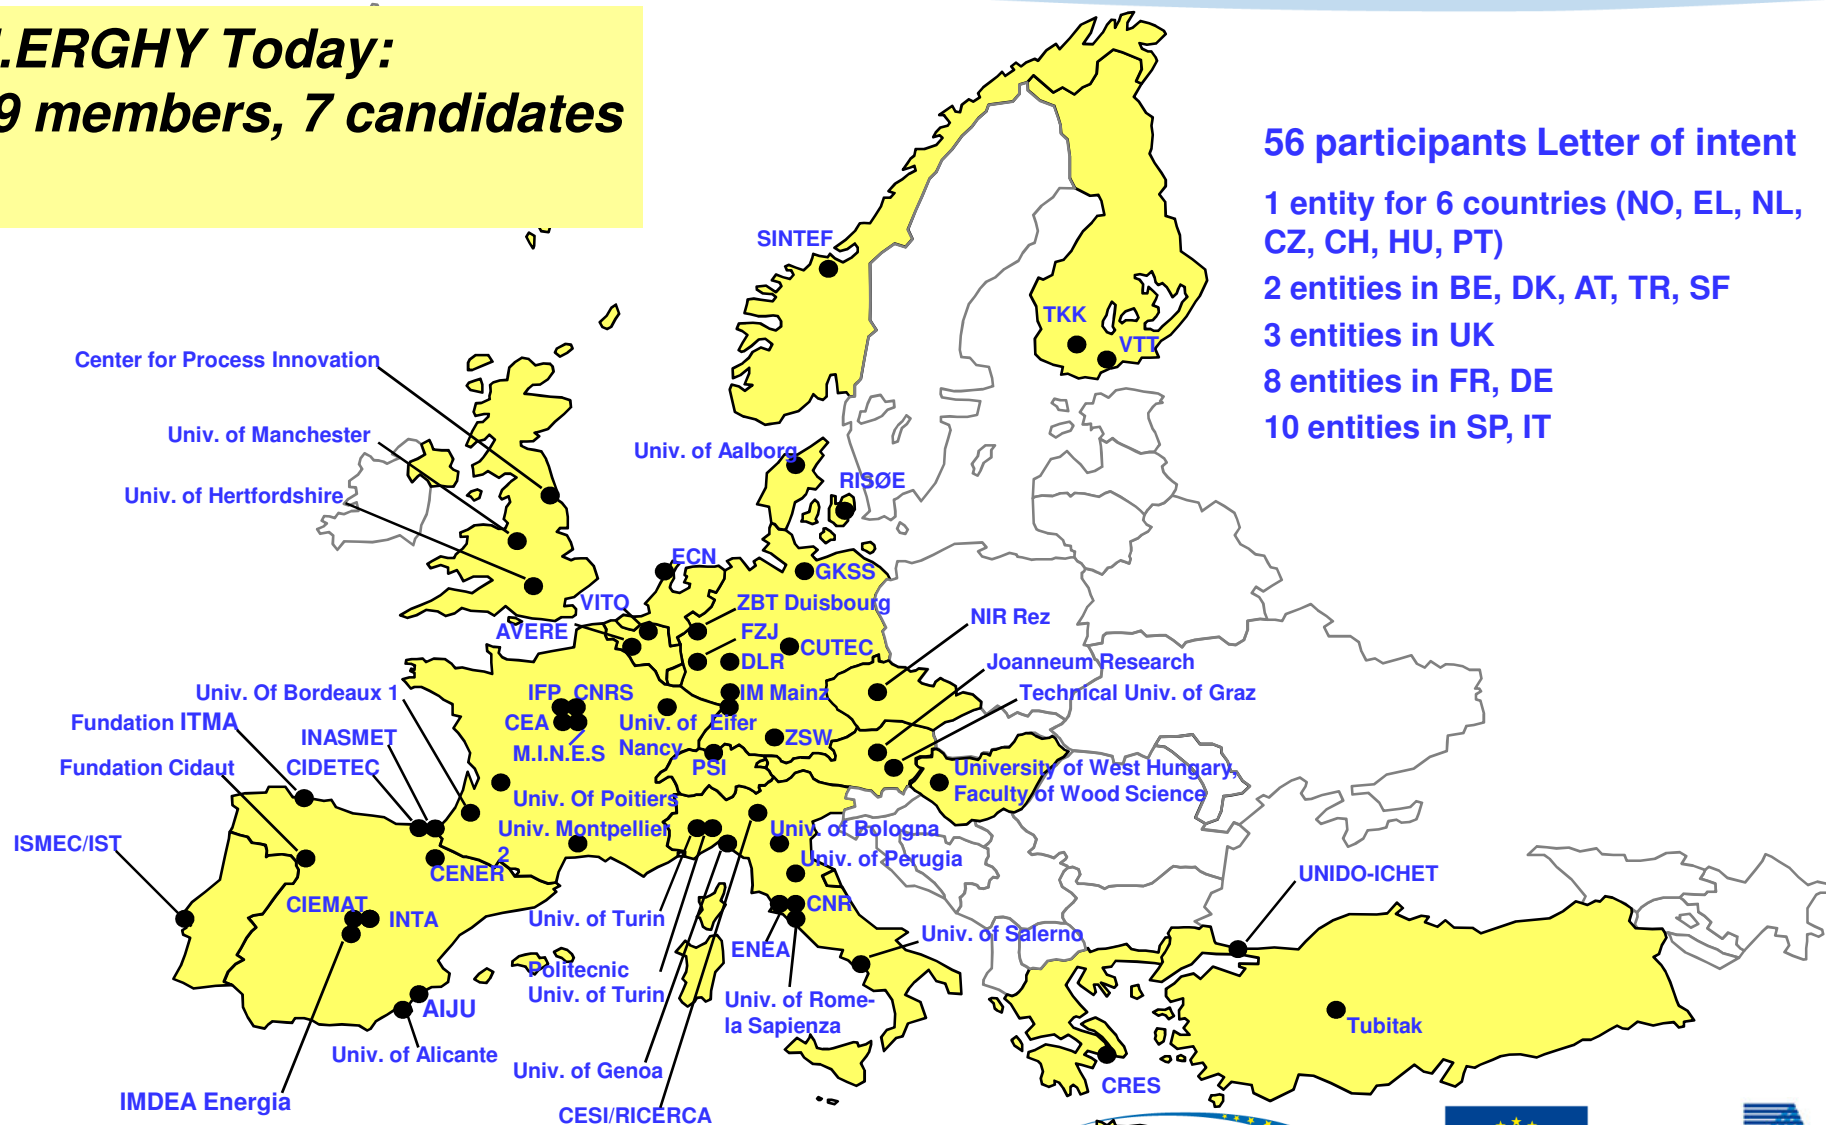 .ERGHY Today:
9 members, 7 candidates
56 participants Letter of intent
1 entity for 6 countries (NO, EL, NL,
CZ, CH, HU, PT)
2 entities in BE, DK, AT, TR, SF
3 entities in UK
8 entities in FR, DE
10 entities in SP, IT
SINTEF
TKK
VTT
Center for Process Innovation
Univ. of Manchester
Univ. of Hertfordshire
Univ. of Aalborg
RISØE
ECN
GKSS
VITO
ZBT Duisbourg
AVERE
FZJ
CUTEC
DLR
NIR Rez
Joanneum Research
Technical Univ. of Graz
IM Mainz
Univ. Of Bordeaux 1
IFP
CNRS
CEA
M.I.N.E.S
Univ. of
Nancy
Eifer
ZSW
PSI
Fundation ITMA
INASMET
CIDETEC
Fundation Cidaut
University of West Hungary,
Faculty of Wood Science
Univ. Of Poitiers
Univ. Montpellier
2
ISMEC/IST
CENER
Univ. of Bologna
Univ. of Perugia
UNIDO-ICHET
CIEMAT
INTA
CNR
Univ. of Turin
ENEA
Univ. of Salerno
Politecnic
Univ. of Turin
Univ. of Rome-
la Sapienza
AIJU
Univ. of Alicante
Tubitak
Univ. of Genoa
CRES
IMDEA Energia
CESI/RICERCA